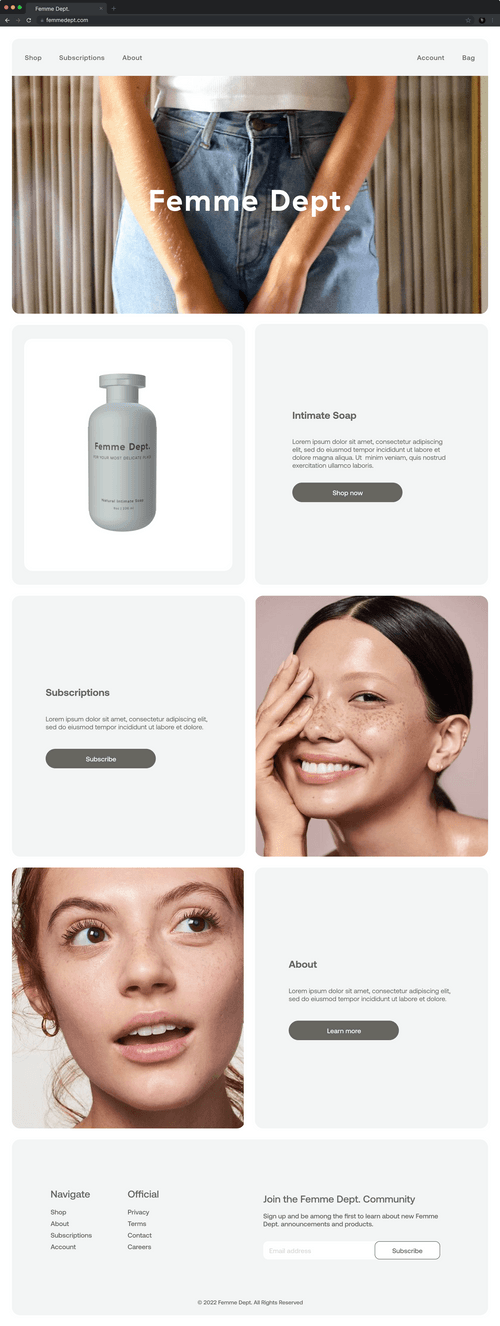 Femme Dept.
femmedept.com
Shop Subscriptions About Account Bag
Femme Dept.
Femme Dept.
FOR YOUR MOST DELICATE PLACE
Natural Intimate Soap
Intimate Soap
Lorem ipsum dolor sit amet, consectetur adipiscing
elit, sed do eiusmod tempor incididunt ut labore et
dolore magna aliqua. Ut minim veniam, quis nostrud
exercitation ullamco laboris.
Shop now
Subscriptions
Lorem ipsum dolor sit amet, consectetur adipiscing elit,
sed do eiusmod tempor incididunt ut labore et dolore.
Subscribe
About
Lorem ipsum dolor sit amet, consectetur adipiscing elit,
sed do eiusmod tempor incididunt ut labore et dolore.
Learn more
Navigate
Shop
About
Subscriptions
Account
Official
Privacy
Terms
Contact
Careers
Join the Femme Dept. Community
Sign up and be among the first to learn about new Femme
Dept. announcements and products.
Email address
Subscribe
© 2022 Femme Dept. All Rights Reserved